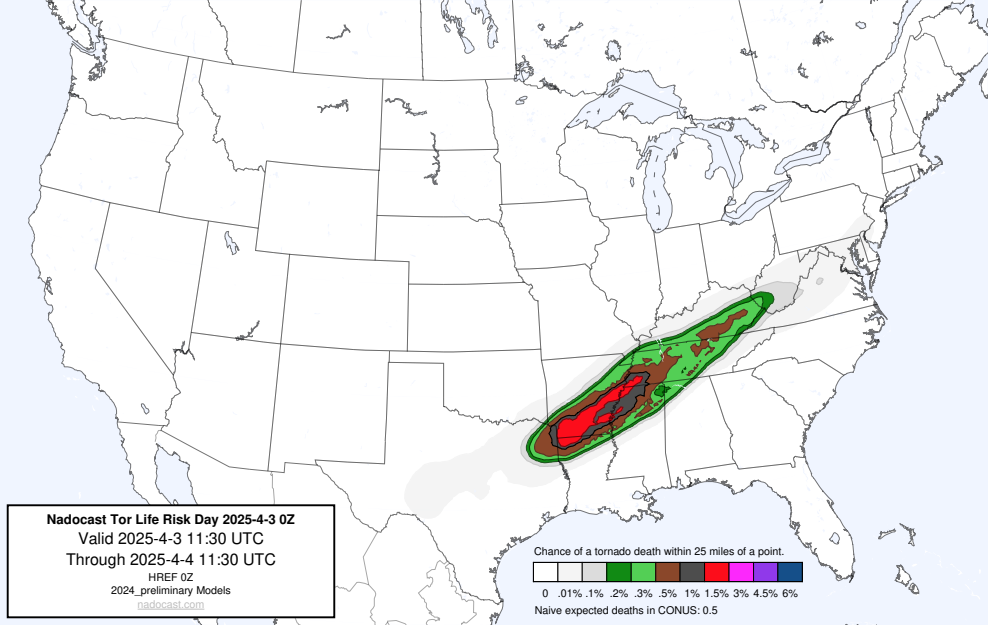 Nadocast Tor Life Risk Day 2025-4-3 0Z
Valid 2025-4-3 11:30 UTC
Through 2025-4-4 11:30 UTC
HREF 0Z
2024_preliminary Models
nadocast.com
Chance of a tornado death within 25 miles of a point.
0 .01% .1% .2% .3% .5% 1% 1.5% 3% 4.5% 6%
Naive expected deaths in CONUS: 0.5